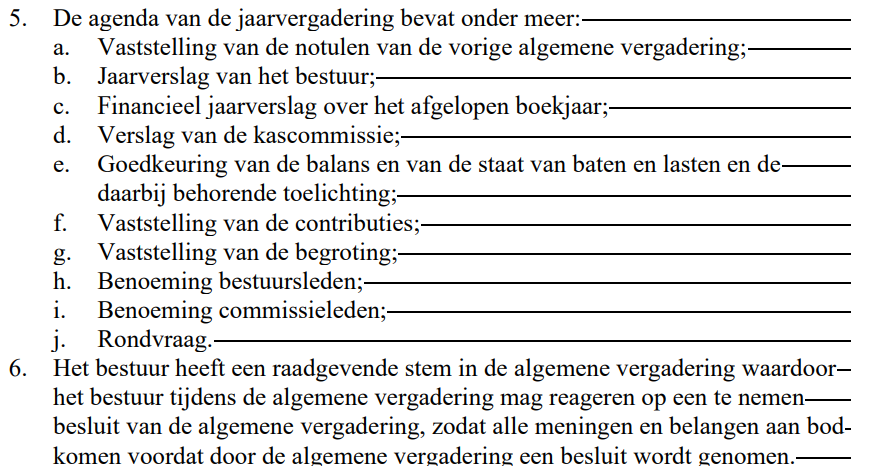 5. De agenda van de jaarvergadering bevat onder meer:
a. Vaststelling van de notulen van de vorige algemene vergadering;
b. Jaarverslag van het bestuur;
c. Financieel jaarverslag over het afgelopen boekjaar;
d. Verslag van de kascommissie;
e. Goedkeuring van de balans en van de staat van baten en lasten en de
daarbij behorende toelichting;
f. Vaststelling van de contributies;
g. Vaststelling van de begroting;
h. Benoeming bestuursleden;
i. Benoeming commissieleden;
j. Rondvraag.
6. Het bestuur heeft een raadgevende stem in de algemene vergadering waardoor
het bestuur tijdens de algemene vergadering mag reageren op een te nemen
besluit van de algemene vergadering, zodat alle meningen en belangen aan bod
komen voordat door de algemene vergadering een besluit wordt genomen.